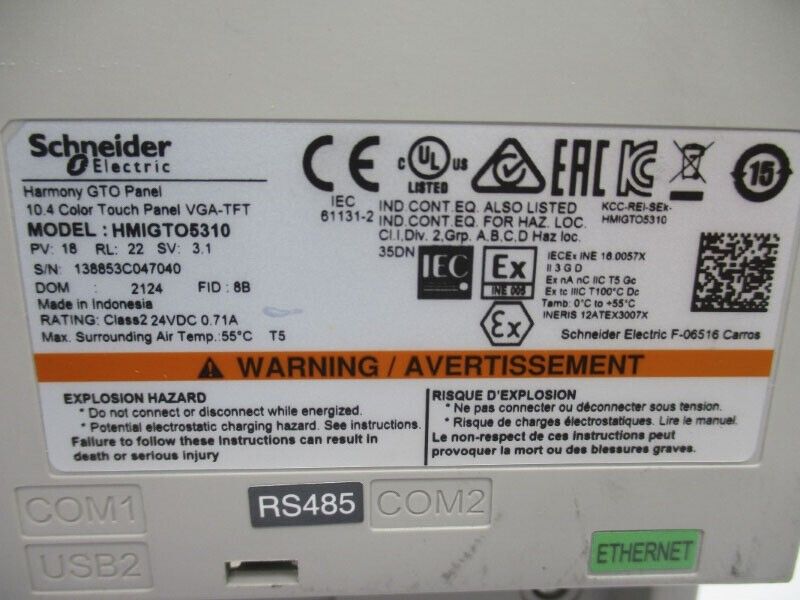 Schneider
Electric
Harmony GTO Panel
10.4 Color Touch Panel VGA-TFT
MODEL : HMIGTO5310
PV: 18 RL: 22 SV: 3.1
S/N: 138853C047040
DOM : 2124 FID : 8B
Made in Indonesia
RATING: Class2 24VDC 0.71A
Max. Surrounding Air Temp.:55°C T5
CE
IEC
61131-2
C UL US
LISTED
EAC
KC
15
IND CONT.EQ. ALSO LISTED
IND.CONT.EQ. FOR HAZ. LOC.
Cl.I,Div. 2,Grp. A,B,C,D Haz loc.
35DN
KCC-REI-SEk-
HMIGTO5310
IEC
Ex
INE 005
Ex
IECEx INE 16.0057X
II 3 G D
Ex nA nC IIC T5 Gc
Ex tc IIIC T100°C Dc
Tamb: 0°C to +55°C
INERIS 12ATEX3007X
Schneider Electric F-06516 Carros
WARNING / AVERTISSEMENT
EXPLOSION HAZARD
* Do not connect or disconnect while energized.
* Potential electrostatic charging hazard. See instructions.
Failure to follow these instructions can result in
death or serious injury
RISQUE D'EXPLOSION
* Ne pas connecter ou déconnecter sous tension.
* Risque de charges électrostatiques. Lire le manuel.
Le non-respect de ces instructions peut
provoquer la mort ou des blessures graves.
COM1
RS485
COM2
USB2
ETHERNET